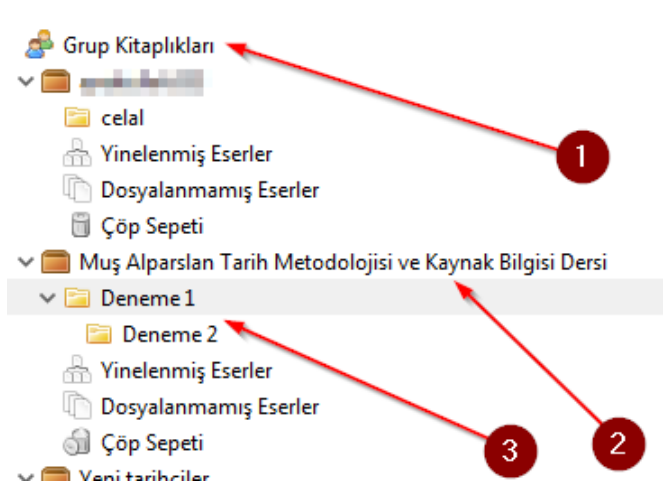 Grup Kitaplıkları
celal
Yinelenmiş Eserler
Dosyalanmamış Eserler
Çöp Sepeti
1
Muş Alparslan Tarih Metodolojisi ve Kaynak Bilgisi Dersi
Deneme 1
Deneme 2
Yinelenmiş Eserler
Dosyalanmamış Eserler
Çöp Sepeti
3
2
Yeni tarihçiler